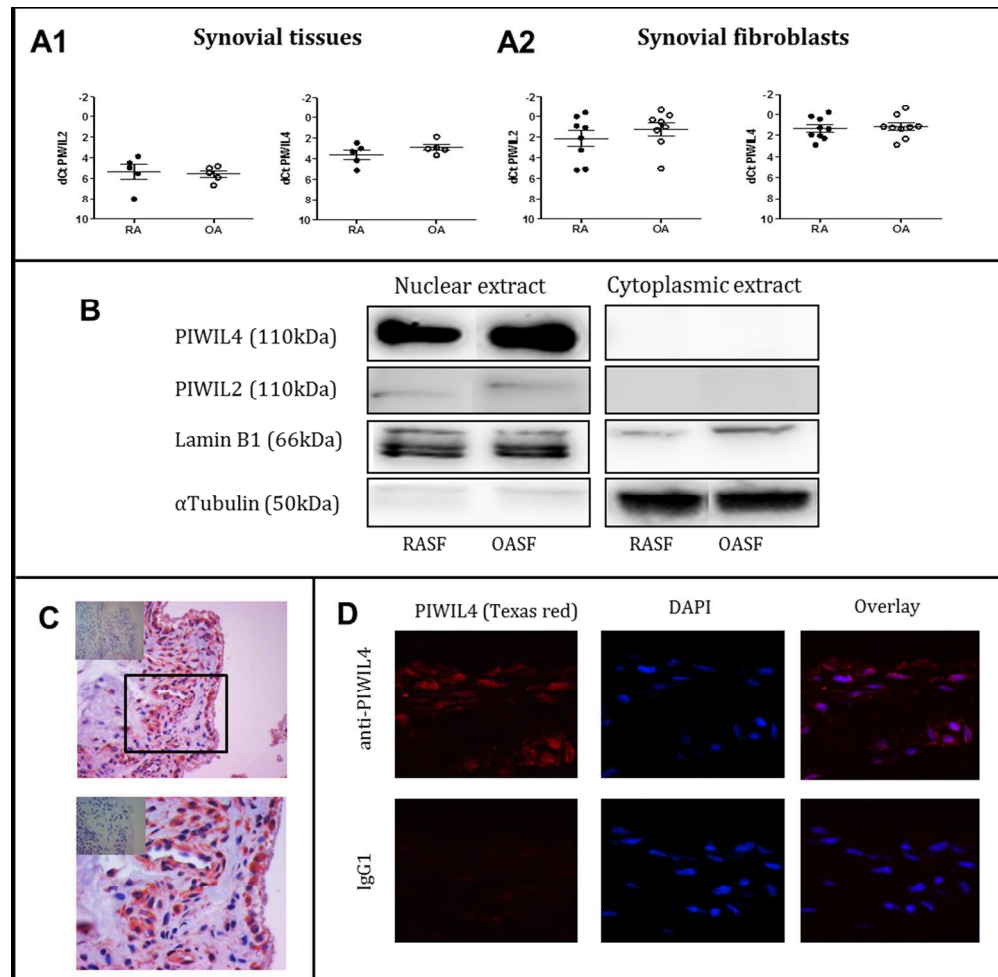 A1 Synovial tissues
A2 Synovial fibroblasts
dCt PIWIL2
-2
0
2
4
6
8
10
RA OA
dCt PIWIL4
-2
0
2
4
6
8
10
RA OA
dCt PIWIL2
-2
0
2
4
6
8
10
RA OA
dCt PIWIL4
-2
0
2
4
6
8
10
RA OA
B
Nuclear extract Cytoplasmic extract
PIWIL4 (110kDa)
PIWIL2 (110kDa)
Lamin B1 (66kDa)
αTubulin (50kDa)
RASF OASF RASF OASF
C
D
PIWIL4 (Texas red) DAPI Overlay
anti-PIWIL4
IgG1